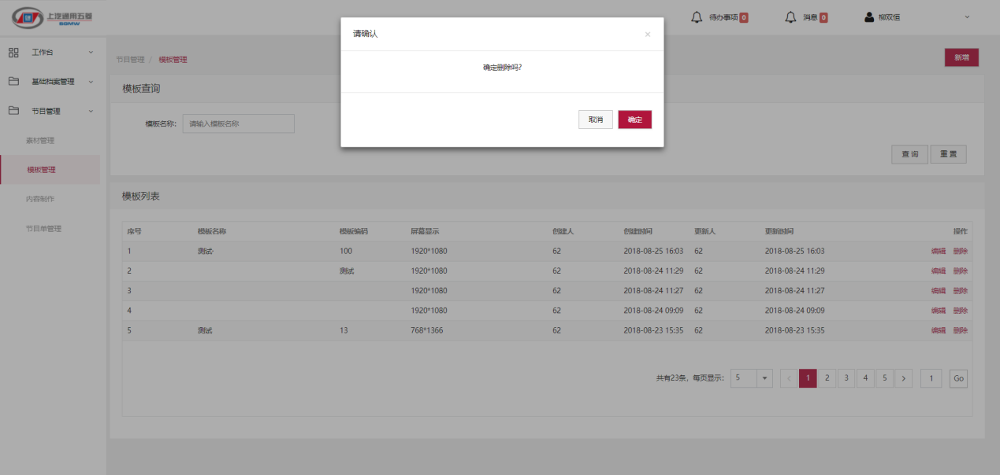 上汽通用五菱
SGMW
待办事项 0
消息 0
柳双恒
工作台
基础档案管理
节目管理
素材管理
模板管理
内容制作
节目单管理
节目管理 / 模板管理
新增
请确认 ×
确定删除吗?
取消 确定
模板查询
模板名称: 请输入模板名称
查 询 重 置
模板列表
序号 模板名称 模板编码 屏幕显示 创建人 创建时间 更新人 更新时间 操作
1 测试· 100 1920*1080 62 2018-08-25 16:03 62 2018-08-25 16:03 编辑 删除
2 测试 1920*1080 62 2018-08-24 11:29 62 2018-08-24 11:29 编辑 删除
3 1920*1080 62 2018-08-24 11:27 62 2018-08-24 11:27 编辑 删除
4 1920*1080 62 2018-08-24 09:09 62 2018-08-24 09:09 编辑 删除
5 测试 13 768*1366 62 2018-08-23 15:35 62 2018-08-23 15:35 编辑 删除
共有23条, 每页显示: 5 < 1 2 3 4 5 > 1 Go